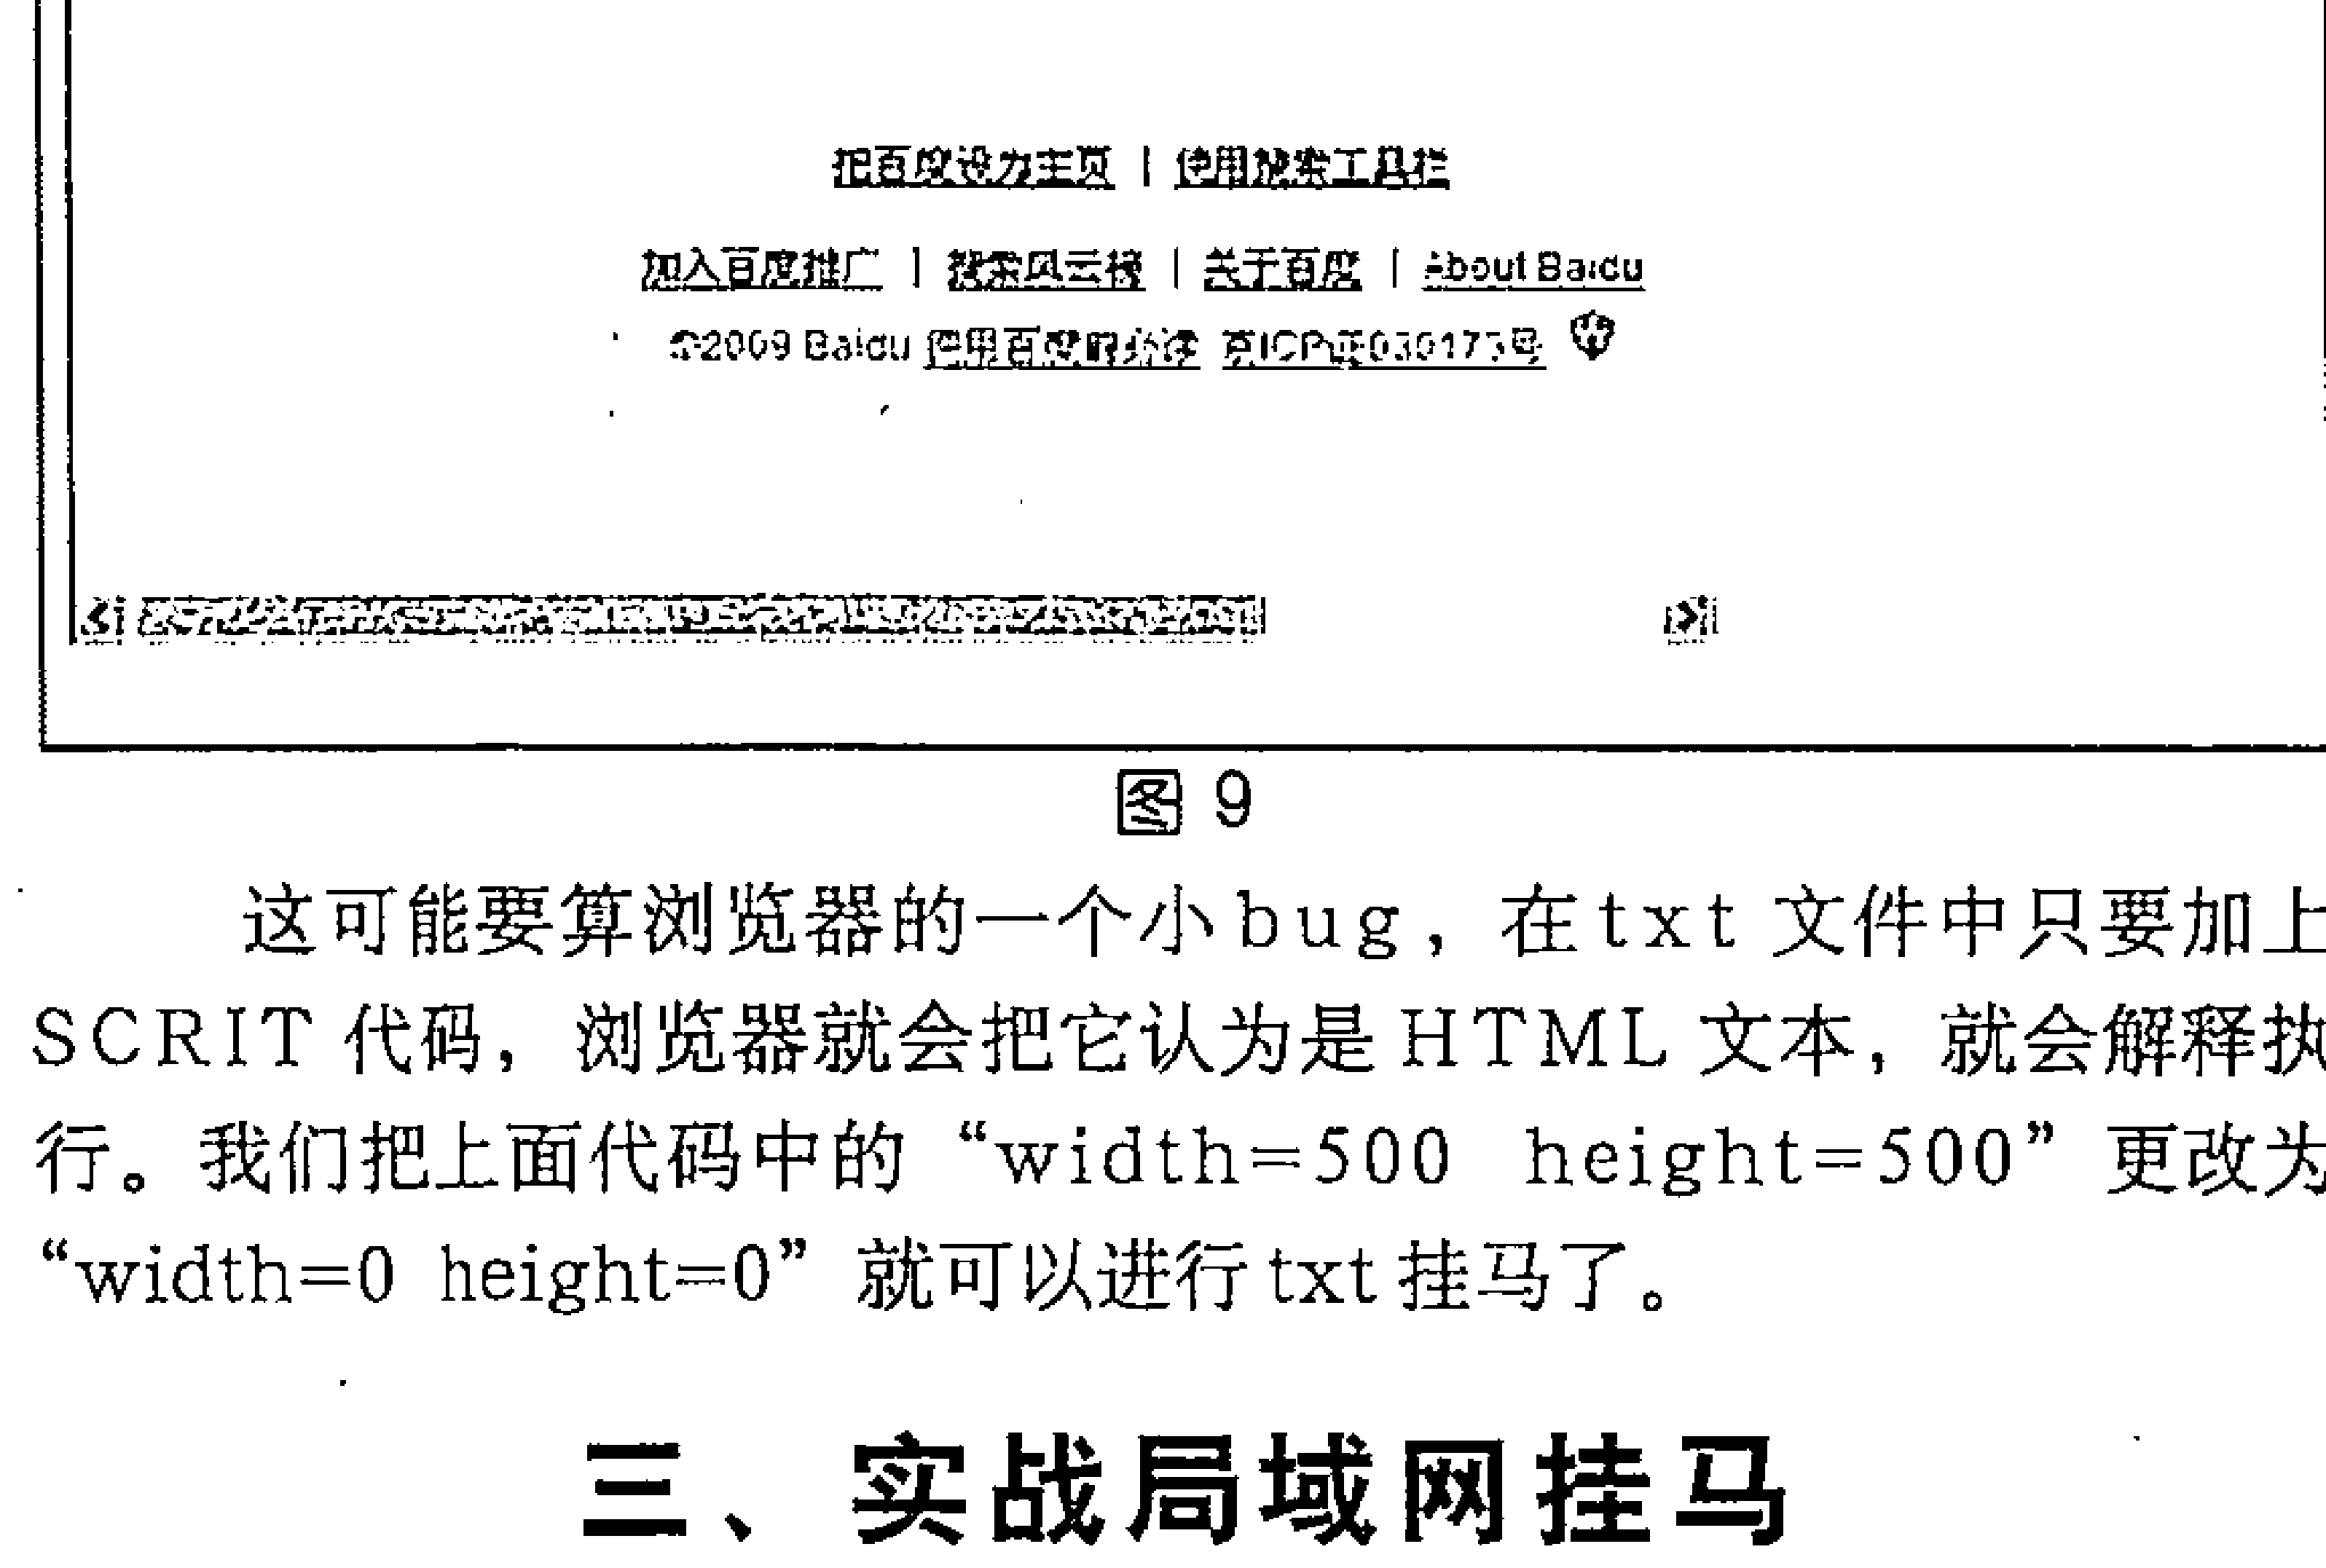 把百度设为主页 | 使用搜索工具栏
加入百度推广 | 搜索风云榜 | 关于百度 | About Baidu
©2009 Baidu 使用百度前必读 京ICP证030173号
图 9
这可能要算浏览器的一个小bug，在txt文件中只要加上
SCRIT代码，浏览器就会把它认为是HTML文本，就会解释执
行。我们把上面代码中的“width=500 height=500”更改为
“width=0 height=0”就可以进行txt挂马了。
三、实战局域网挂马